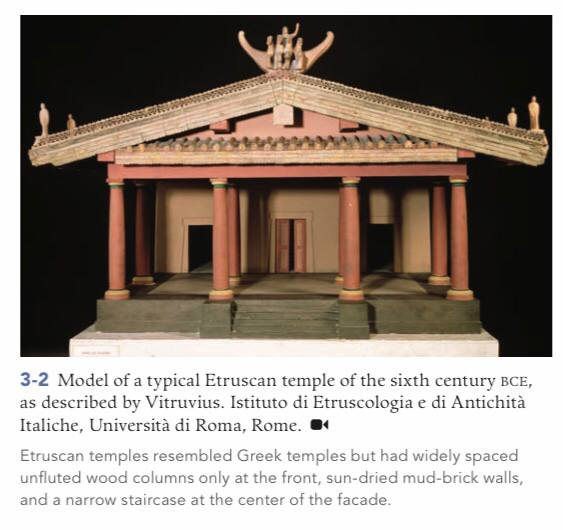 3-2 Model of a typical Etruscan temple of the sixth century BCE,
as described by Vitruvius. Istituto di Etruscologia e di Antichità
Italiche, Università di Roma, Rome.
Etruscan temples resembled Greek temples but had widely spaced
unfluted wood columns only at the front, sun-dried mud-brick walls,
and a narrow staircase at the center of the facade.